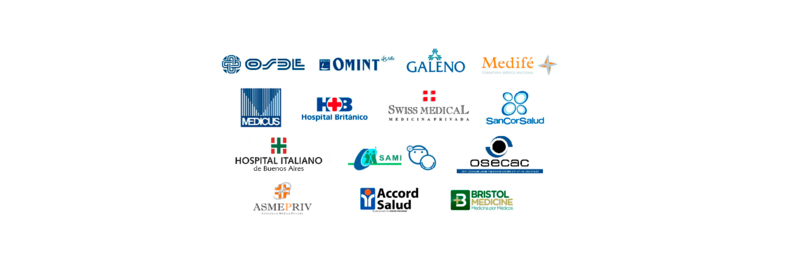 OSDE
OMINT
GALENO
Medifé
MEDICUS
HB
Hospital Británico
SWISS MEDICAL
MEDICINA PRIVADA
SanCorSalud
HOSPITAL ITALIANO
de Buenos Aires
SAMI
osecac
ASMEPRIV
Accord
Salud
B
BRISTOL
MEDICINE
Medicina por Médicos